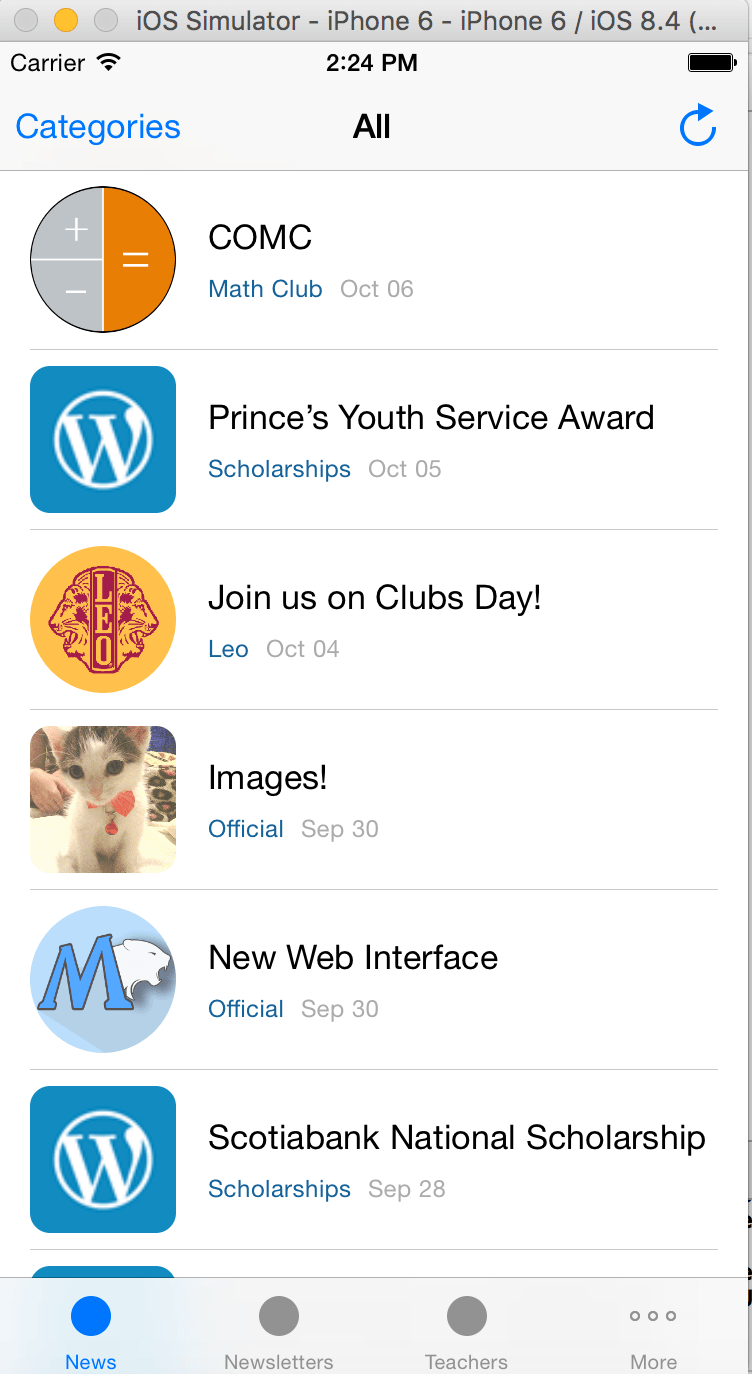 iOS Simulator - iPhone 6 - iPhone 6 / iOS 8.4 (...
Carrier 2:24 PM
Categories All
+
=
−
COMC
Math Club Oct 06
W
Prince’s Youth Service Award
Scholarships Oct 05
LEO
Join us on Clubs Day!
Leo Oct 04
Images!
Official Sep 30
M
New Web Interface
Official Sep 30
W
Scotiabank National Scholarship
Scholarships Sep 28
News Newsletters Teachers More